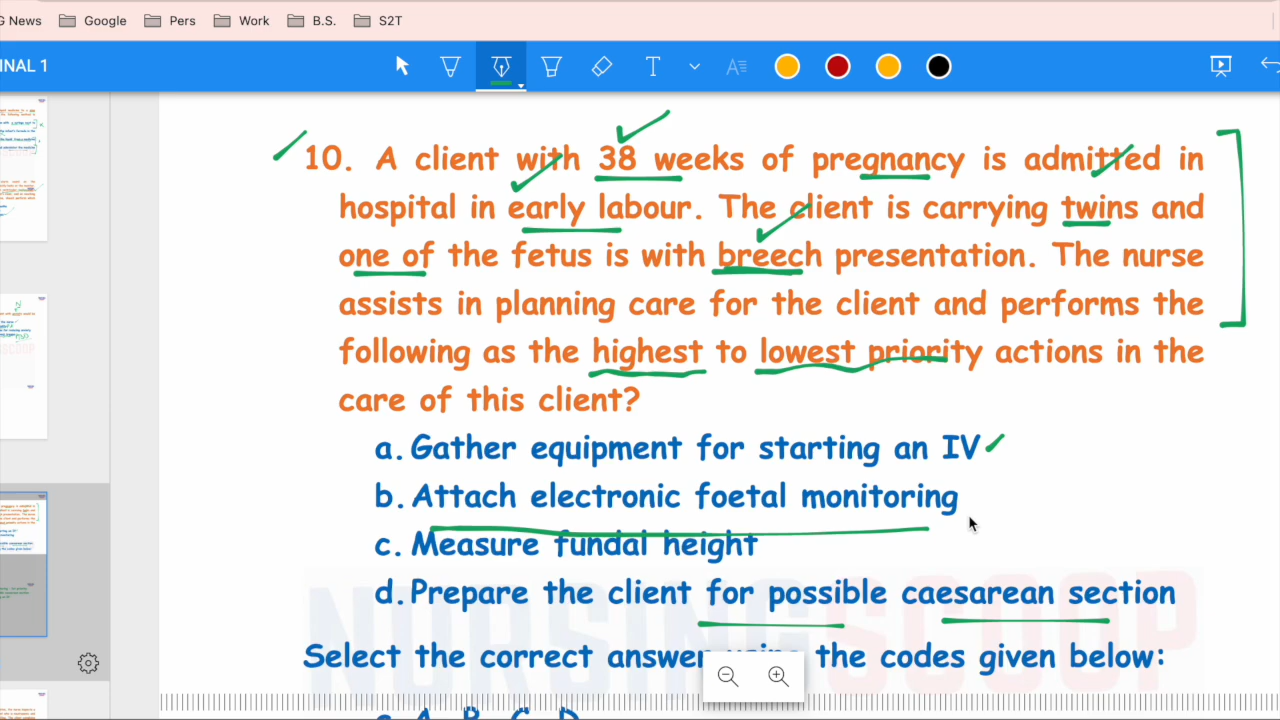 G News Google Pers Work B.S. S2T
INAL 1
10. A client with 38 weeks of pregnancy is admitted in
hospital in early labour. The client is carrying twins and
one of the fetus is with breech presentation. The nurse
assists in planning care for the client and performs the
following as the highest to lowest priority actions in the
care of this client?
a. Gather equipment for starting an IV
b. Attach electronic foetal monitoring
c. Measure fundal height
d. Prepare the client for possible caesarean section
NURSING SCOOP
Select the correct answer using the codes given below: